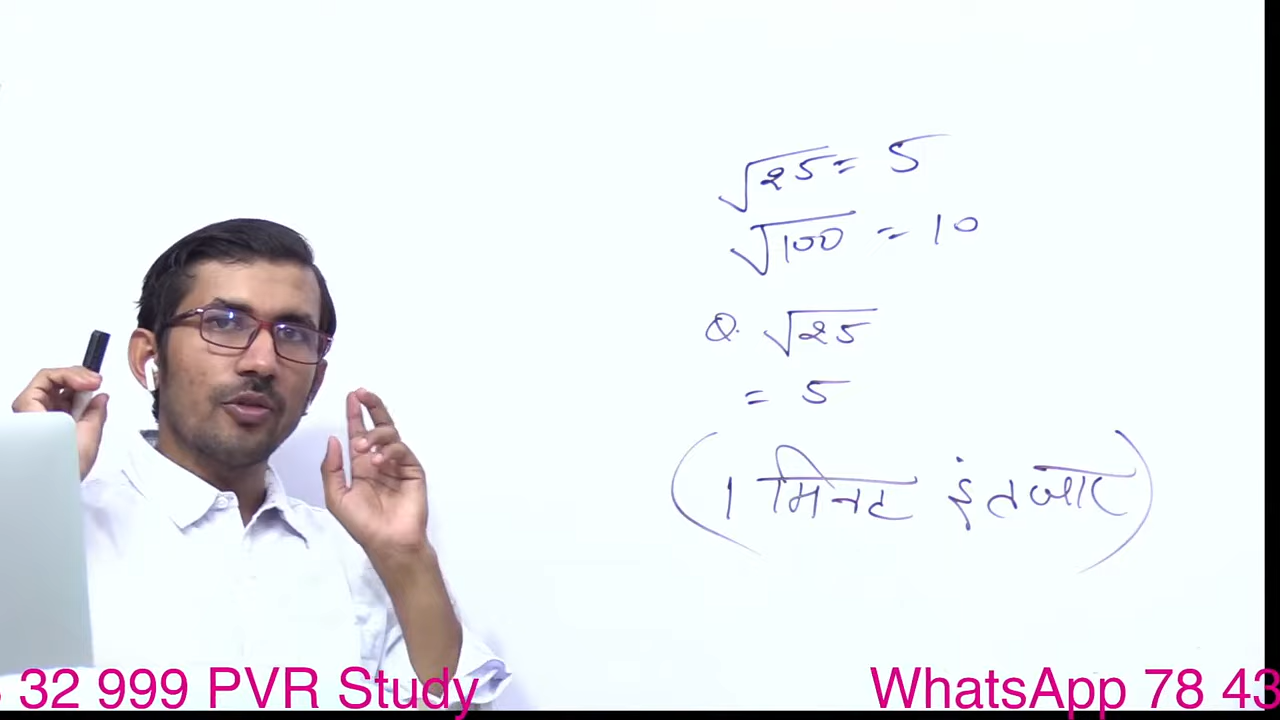 √25 = 5
√100 = 10
Q. √25
= 5
(1 मिनट इंतजार)
32 999 PVR Study
WhatsApp 78 43